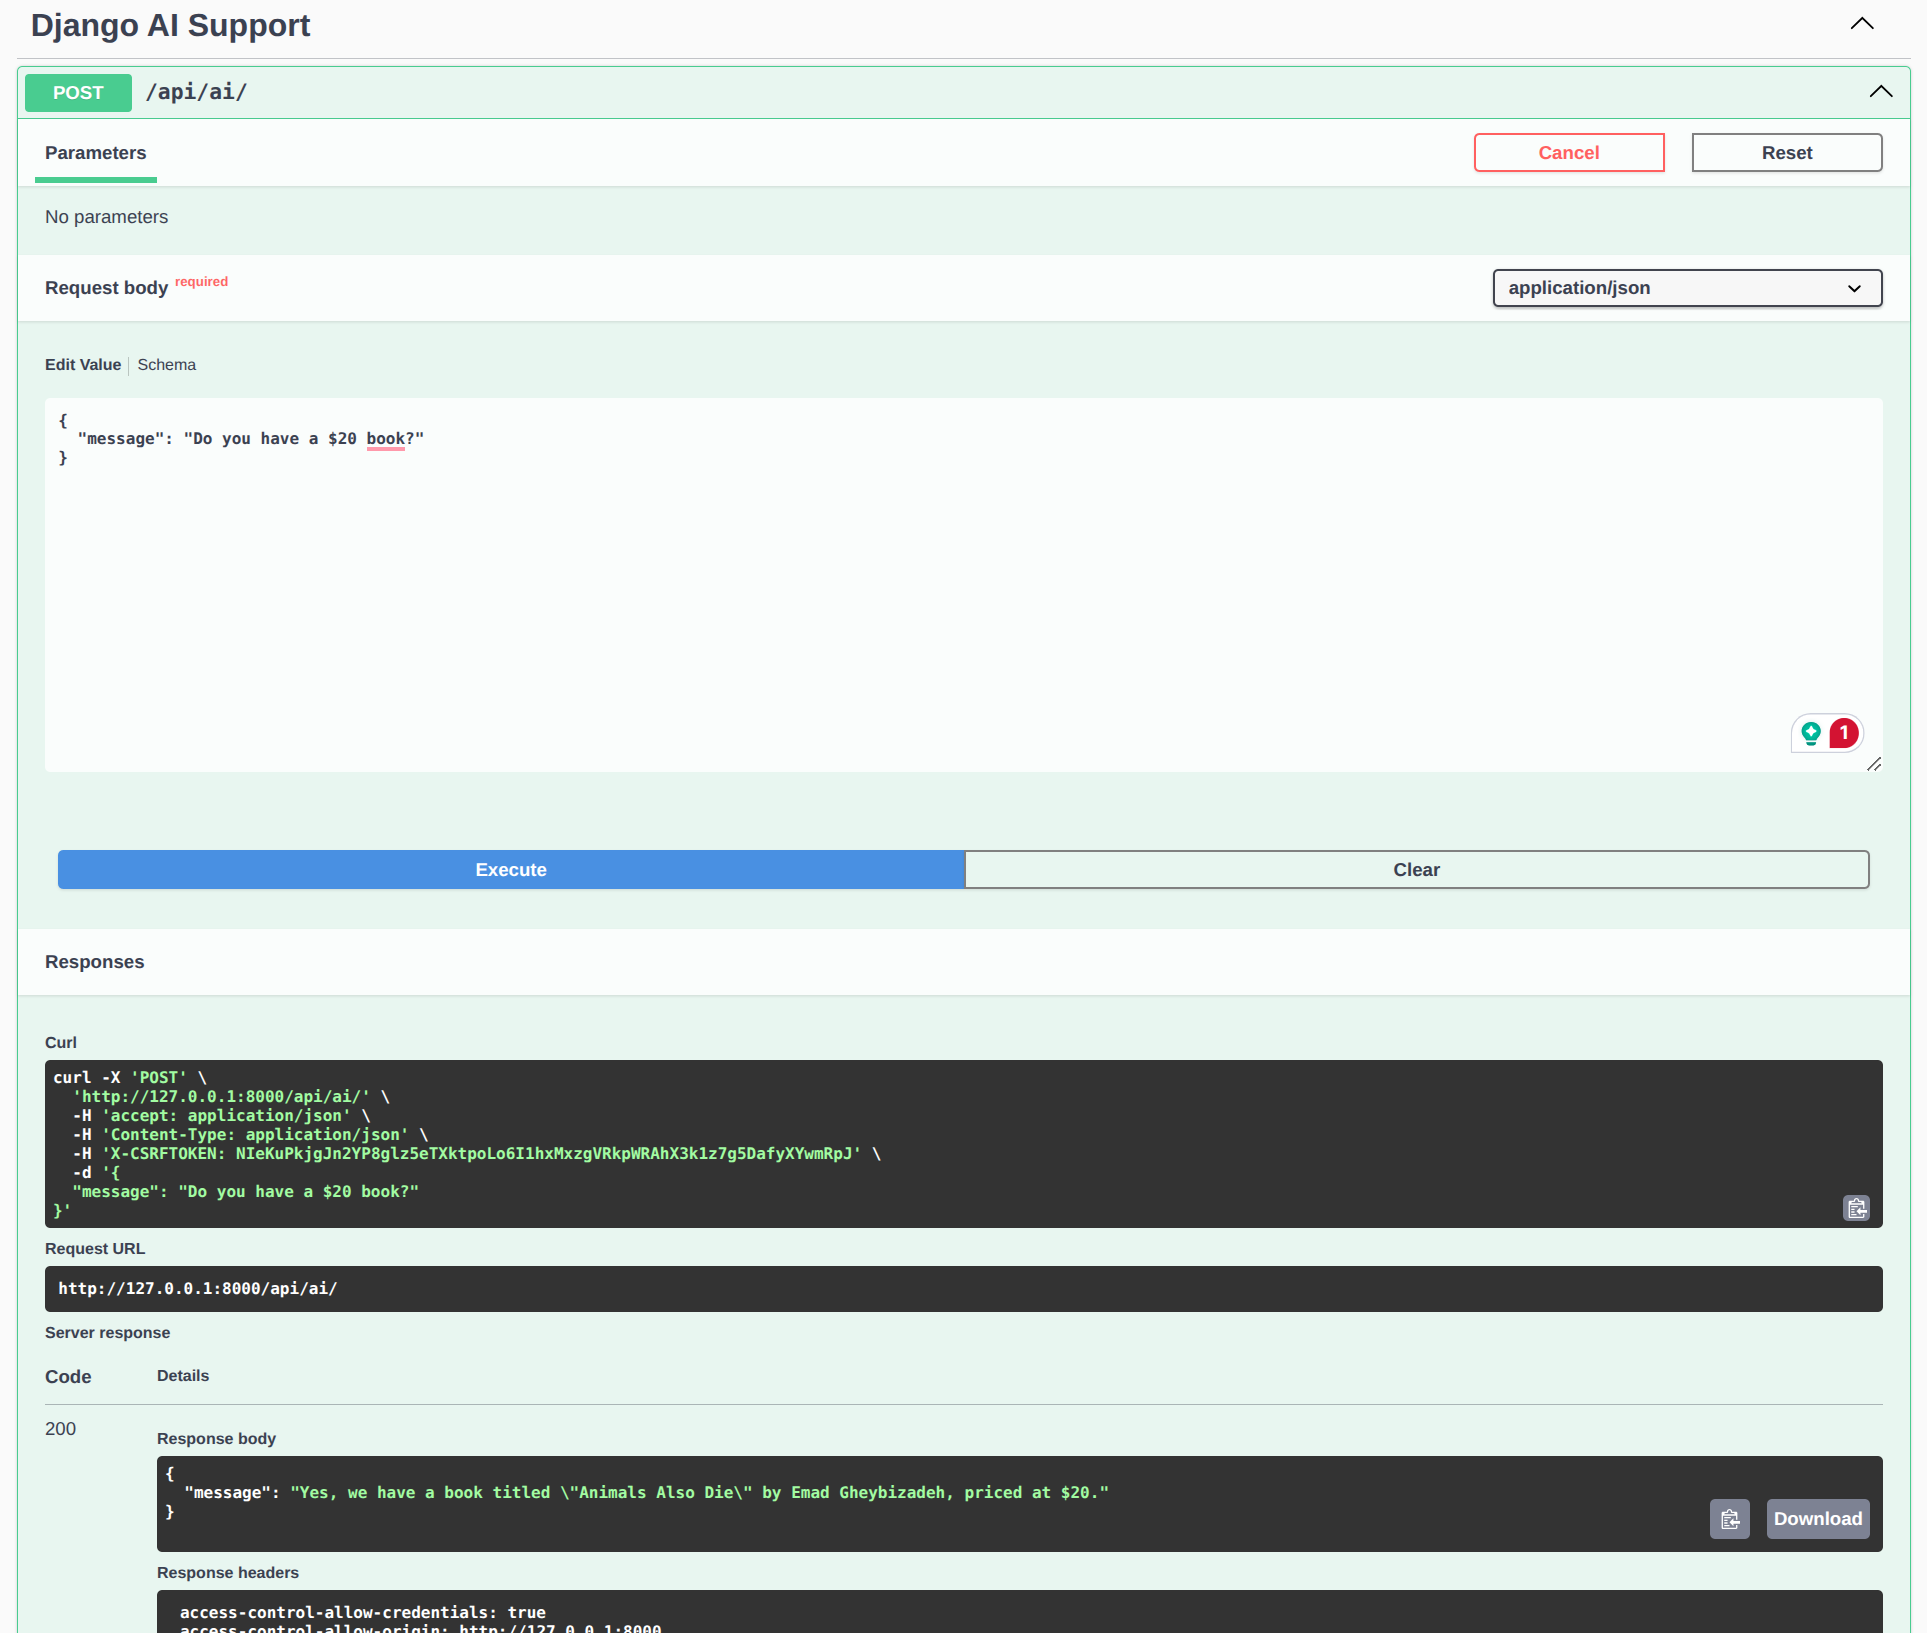 Django AI Support
POST /api/ai/
Parameters
Cancel
Reset
No parameters
Request body required
application/json
Edit Value | Schema
{
  "message": "Do you have a $20 book?"
}
1
Execute
Clear
Responses
Curl
curl -X 'POST' \
  'http://127.0.0.1:8000/api/ai/' \
  -H 'accept: application/json' \
  -H 'Content-Type: application/json' \
  -H 'X-CSRFTOKEN: NIeKuPkjgJn2YP8glz5eTXktpoLo6I1hxMxzgVRkpWRAhX3k1z7g5DafyXYwmRpJ' \
  -d '{
  "message": "Do you have a $20 book?"
}'
Request URL
http://127.0.0.1:8000/api/ai/
Server response
Code Details
200
Response body
{
  "message": "Yes, we have a book titled \"Animals Also Die\" by Emad Gheybizadeh, priced at $20."
}
Download
Response headers
access-control-allow-credentials: true
access-control-allow-origin: http://127.0.0.1:8000